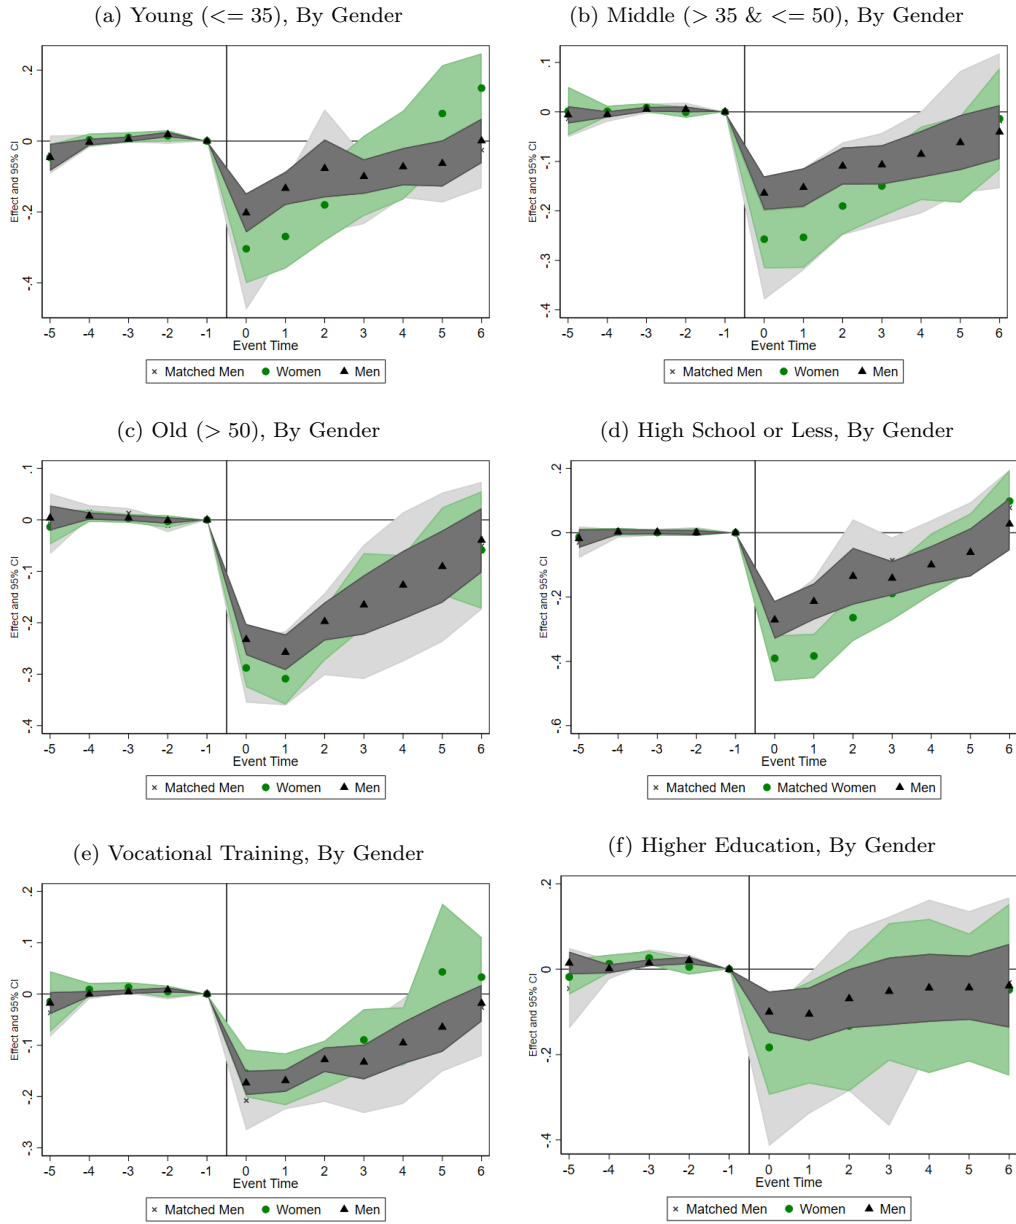 (a) Young (<= 35), By Gender
Effect and 95% CI
.2
0
-.2
-.4
-5 -4 -3 -2 -1 0 1 2 3 4 5 6
Event Time
× Matched Men ● Women ▲ Men
(b) Middle (> 35 & <= 50), By Gender
Effect and 95% CI
.1
0
-.1
-.2
-.3
-.4
-5 -4 -3 -2 -1 0 1 2 3 4 5 6
Event Time
× Matched Men ● Women ▲ Men
(c) Old (> 50), By Gender
Effect and 95% CI
.1
0
-.1
-.2
-.3
-.4
-5 -4 -3 -2 -1 0 1 2 3 4 5 6
Event Time
× Matched Men ● Women ▲ Men
(d) High School or Less, By Gender
Effect and 95% CI
.2
0
-.2
-.4
-.6
-5 -4 -3 -2 -1 0 1 2 3 4 5 6
Event Time
× Matched Men ● Matched Women ▲ Men
(e) Vocational Training, By Gender
Effect and 95% CI
.2
.1
0
-.1
-.2
-.3
-5 -4 -3 -2 -1 0 1 2 3 4 5 6
Event Time
× Matched Men ● Women ▲ Men
(f) Higher Education, By Gender
Effect and 95% CI
.2
0
-.2
-.4
-5 -4 -3 -2 -1 0 1 2 3 4 5 6
Event Time
× Matched Men ● Women ▲ Men